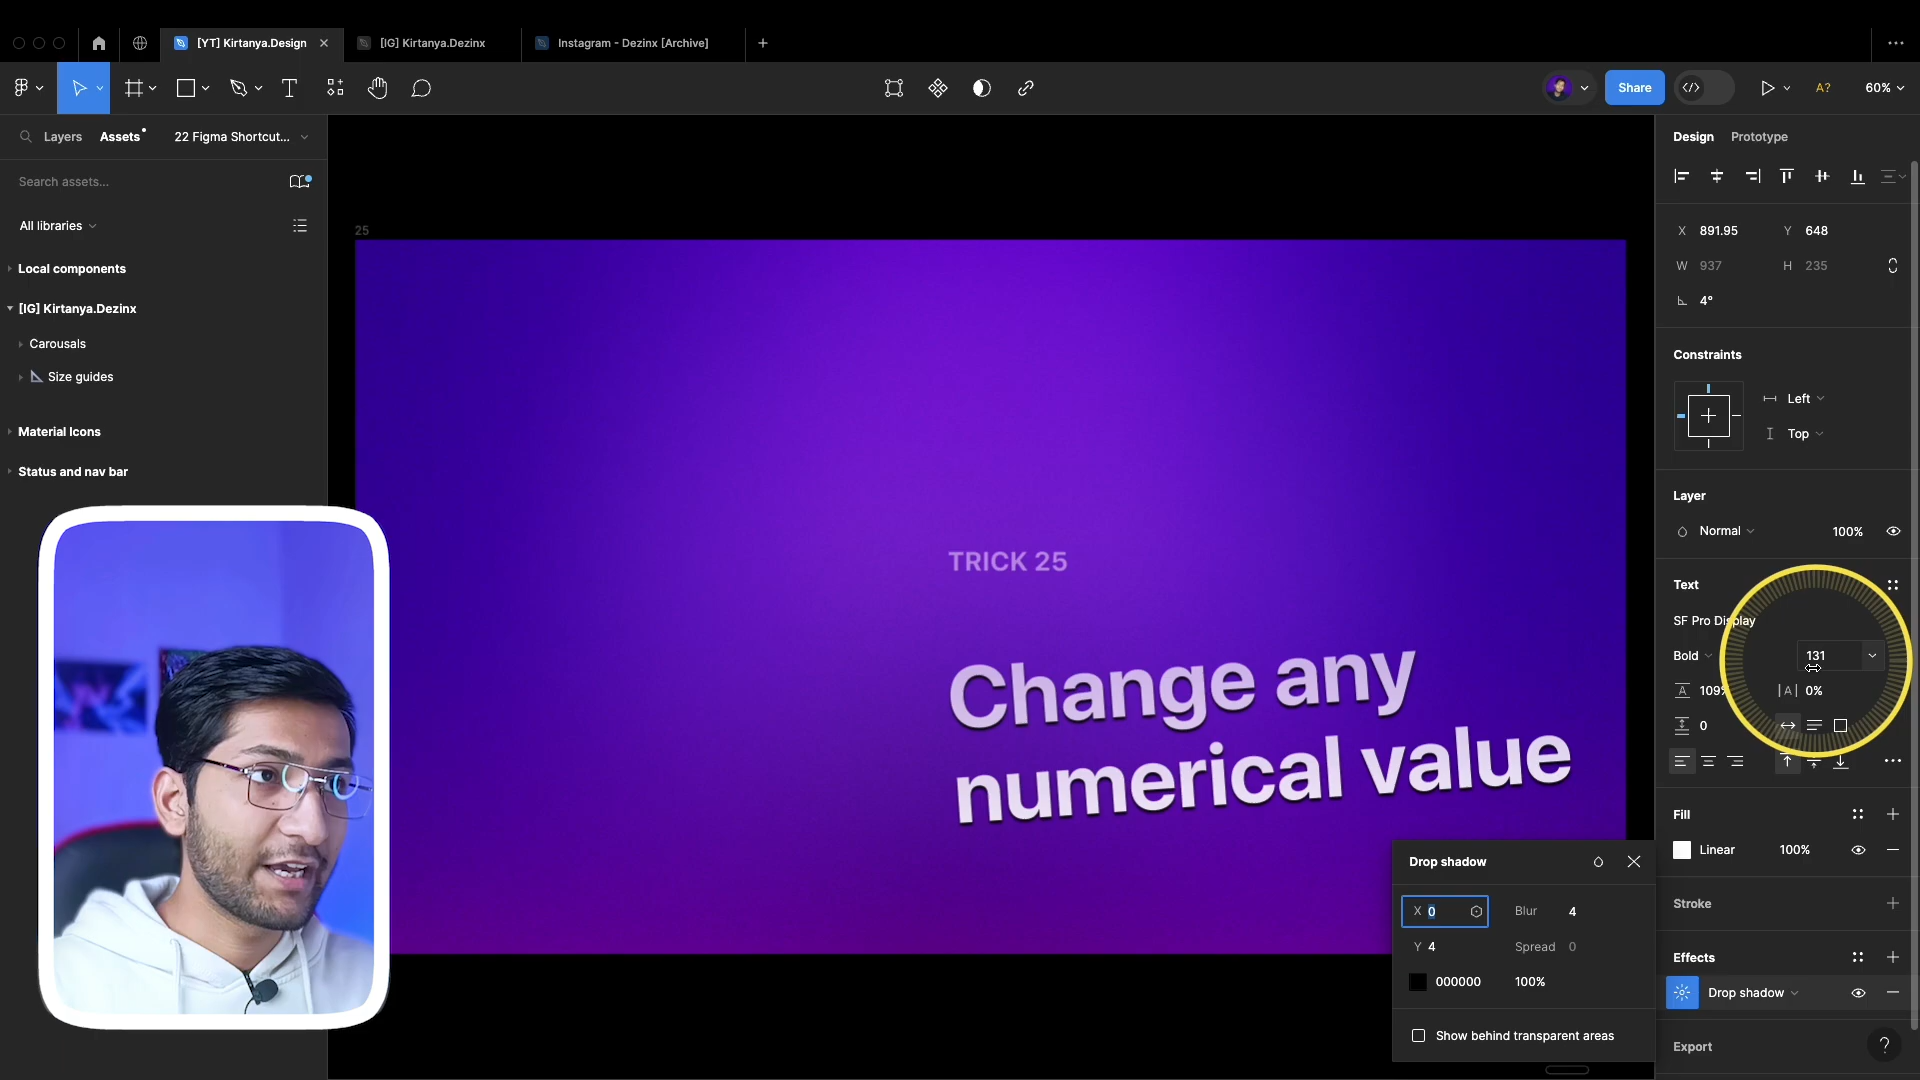 [YT] Kirtanya.Design
[IG] Kirtanya.Dezinx
Instagram - Dezinx [Archive]
Share
A?
60%
Layers
Assets
22 Figma Shortcut...
Design
Prototype
Search assets...
All libraries
Local components
[IG] Kirtanya.Dezinx
Carousals
Size guides
Material Icons
Status and nav bar
25
TRICK 25
Change any
numerical value
X 891.95
Y 648
W 937
H 235
4°
Constraints
Left
Top
Layer
Normal
100%
Text
SF Pro Display
Bold
131
109%
|A| 0%
0
Fill
Linear
100%
Stroke
Effects
Drop shadow
Export
?
Drop shadow
X 0
Blur 4
Y 4
Spread 0
000000
100%
Show behind transparent areas